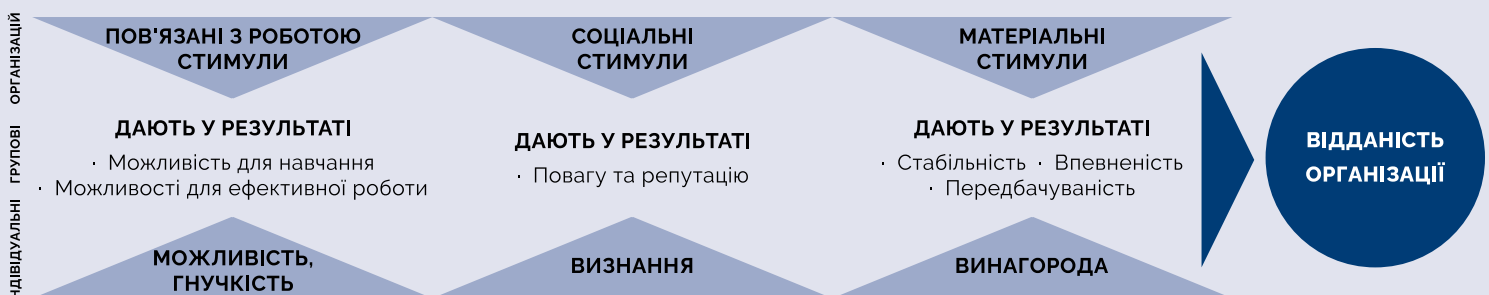 ОРГАНІЗАЦІЙ
ГРУПОВІ
ПОВ'ЯЗАНІ З РОБОТОЮ
СТИМУЛИ
ДАЮТЬ У РЕЗУЛЬТАТІ
· Можливість для навчання
· Можливості для ефективної роботи
МОЖЛИВІСТЬ,
ГНУЧКІСТЬ
СОЦІАЛЬНІ
СТИМУЛИ
ДАЮТЬ У РЕЗУЛЬТАТІ
· Повагу та репутацію
ВИЗНАННЯ
МАТЕРІАЛЬНІ
СТИМУЛИ
ДАЮТЬ У РЕЗУЛЬТАТІ
· Стабільність · Впевненість
· Передбачуваність
ВИНАГОРОДА
ВІДДАНІСТЬ
ОРГАНІЗАЦІЇ